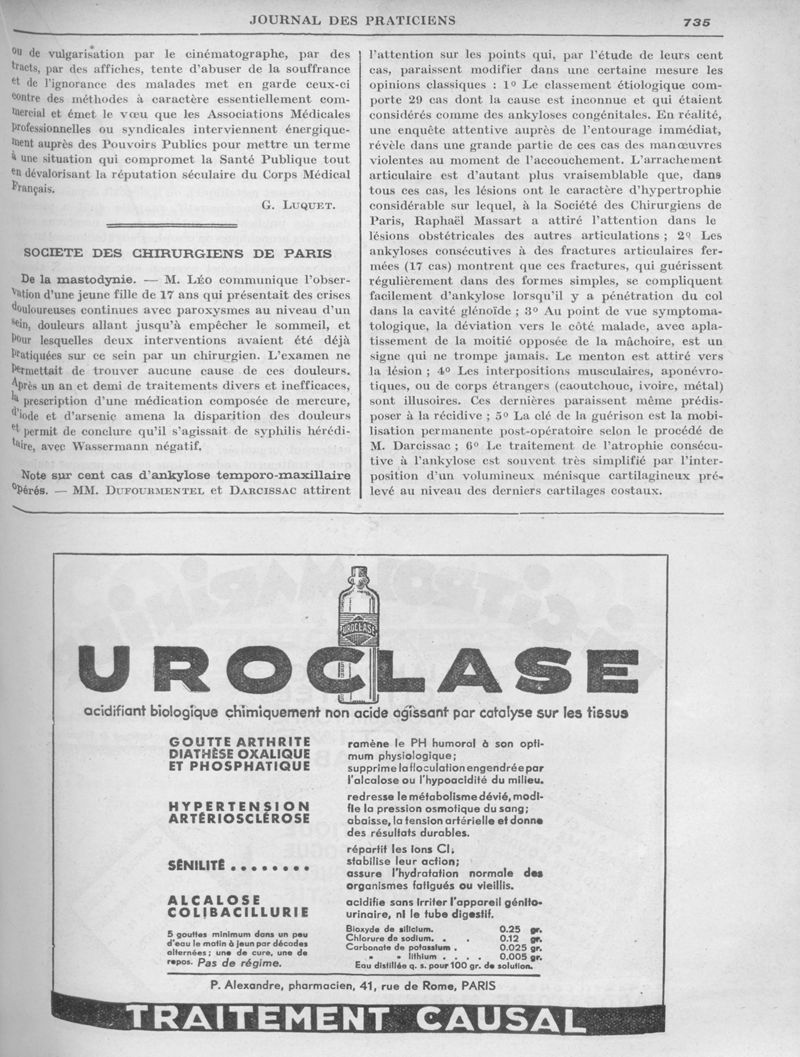 JOURNAL DES PRATICIENS
735
ou de vulgarisation par le cinématographe, par des
tracts, par des affiches, tente d'abuser de la souffrance
et de l'ignorance des malades met en garde ceux-ci
contre des méthodes à caractère essentiellement com-
mercial et émet le vœu que les Associations Médicales
professionnelles ou syndicales interviennent énergique-
ment auprès des Pouvoirs Publics pour mettre un terme
à une situation qui compromet la Santé Publique tout
en dévalorisant la réputation séculaire du Corps Médical
Français.
G. LUQUET.
SOCIETE DES CHIRURGIENS DE PARIS
De la mastodynie. — M. LÉO communique l'obser-
vation d'une jeune fille de 17 ans qui présentait des crises
douloureuses continues avec paroxysmes au niveau d'un
sein, douleurs allant jusqu'à empêcher le sommeil, et
pour lesquelles deux interventions avaient été déjà
pratiquées sur ce sein par un chirurgien. L'examen ne
permettait de trouver aucune cause de ces douleurs.
Après un an et demi de traitements divers et inefficaces,
la prescription d'une médication composée de mercure,
d'iode et d'arsenic amena la disparition des douleurs
et permit de conclure qu'il s'agissait de syphilis hérédi-
taire, avec Wassermann négatif.
Note sur cent cas d'ankylose temporo-maxillaire
opérés. — MM. DUFOURMENTEL et DARCISSAC attirent
l'attention sur les points qui, par l'étude de leurs cent
cas, paraissent modifier dans une certaine mesure les
opinions classiques : 1º Le classement étiologique com-
porte 29 cas dont la cause est inconnue et qui étaient
considérés comme des ankyloses congénitales. En réalité,
une enquête attentive auprès de l'entourage immédiat,
révèle dans une grande partie de ces cas des manœuvres
violentes au moment de l'accouchement. L'arrachement
articulaire est d'autant plus vraisemblable que, dans
tous ces cas, les lésions ont le caractère d'hypertrophie
considérable sur lequel, à la Société des Chirurgiens de
Paris, Raphaël Massart a attiré l'attention dans le
lésions obstétricales des autres articulations ; 2º Les
ankyloses consécutives à des fractures articulaires fer-
mées (17 cas) montrent que ces fractures, qui guérissent
régulièrement dans des formes simples, se compliquent
facilement d'ankylose lorsqu'il y a pénétration du col
dans la cavité glénoïde ; 3º Au point de vue symptoma-
tologique, la déviation vers le côté malade, avec apla-
tissement de la moitié opposée de la mâchoire, est un
signe qui ne trompe jamais. Le menton est attiré vers
la lésion ; 4º Les interpositions musculaires, aponévro-
tiques, ou de corps étrangers (caoutchouc, ivoire, métal)
sont illusoires. Ces dernières paraissent même prédis-
poser à la récidive ; 5º La clé de la guérison est la mobi-
lisation permanente post-opératoire selon le procédé de
M. Darcissac ; 6º Le traitement de l'atrophie consécu-
tive à l'ankylose est souvent très simplifié par l'inter-
position d'un volumineux ménisque cartilagineux pré-
levé au niveau des derniers cartilages costaux.
UROCLASE
UROCLASE
acidifiant biologique chimiquement non acide agissant par catalyse sur les tissus
GOUTTE ARTHRITE
DIATHÈSE OXALIQUE
ET PHOSPHATIQUE
ramène le PH humoral à son opti-
mum physiologique;
supprime la floculation engendrée par
l'alcalose ou l'hypoacidité du milieu.
HYPERTENSION
ARTÉRIOSCLÉROSE
redresse le métabolisme dévié, modi-
fie la pression osmotique du sang;
abaisse, la tension artérielle et donne
des résultats durables.
SÉNILITÉ ........
répartit les ions Cl;
stabilise leur action;
assure l'hydratation normale des
organismes fatigués ou vieillis.
ALCALOSE
COLIBACILLURIE
acidifie sans irriter l'appareil génito-
urinaire, ni le tube digestif.
5 gouttes minimum dans un peu
d'eau le matin à jeun par décades
alternées; une de cure, une de
repos. Pas de régime.
Bioxyde de silicium. 0.25 gr.
Chlorure de sodium. . . 0.12 gr.
Carbonate de potassium . 0.025 gr.
» » lithium . . . . 0.005 gr.
Eau distillée q. s. pour 100 gr. de solution.
P. Alexandre, pharmacien, 41, rue de Rome, PARIS
TRAITEMENT CAUSAL